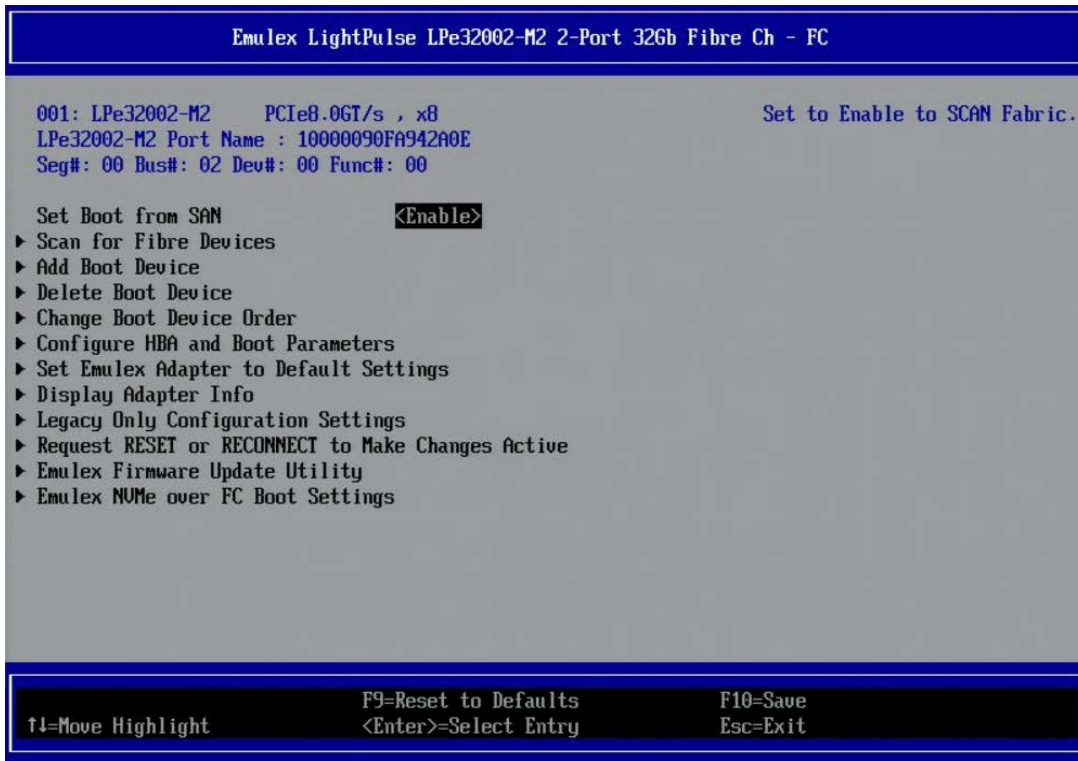 Emulex LightPulse LPe32002-M2 2-Port 32Gb Fibre Ch - FC
001: LPe32002-M2 PCIe8.0GT/s , x8
Set to Enable to SCAN Fabric.
LPe32002-M2 Port Name : 10000090FA942A0E
Seg#: 00 Bus#: 02 Dev#: 00 Func#: 00
Set Boot from SAN <Enable>
▶ Scan for Fibre Devices
▶ Add Boot Device
▶ Delete Boot Device
▶ Change Boot Device Order
▶ Configure HBA and Boot Parameters
▶ Set Emulex Adapter to Default Settings
▶ Display Adapter Info
▶ Legacy Only Configuration Settings
▶ Request RESET or RECONNECT to Make Changes Active
▶ Emulex Firmware Update Utility
▶ Emulex NVMe over FC Boot Settings
F9=Reset to Defaults F10=Save
↑↓=Move Highlight <Enter>=Select Entry Esc=Exit